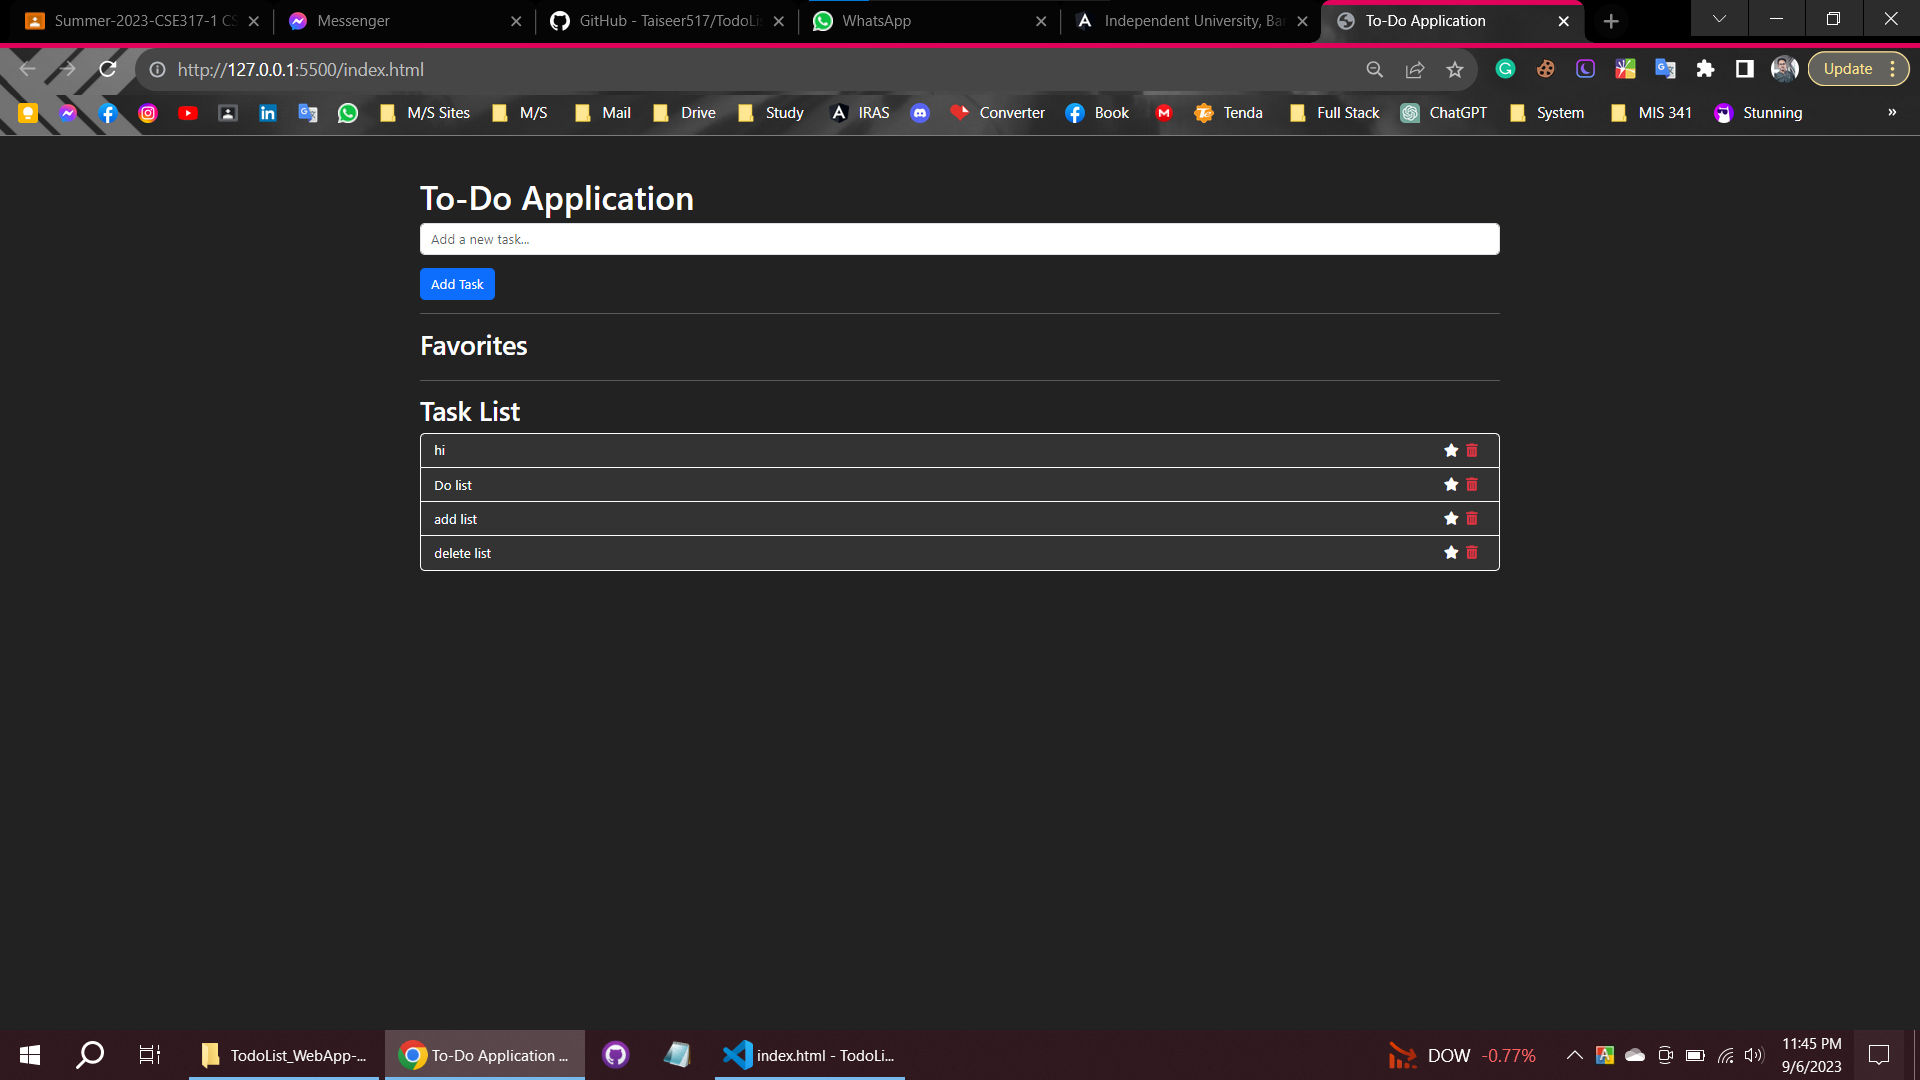 Summer-2023-CSE317-1 CS
Messenger
GitHub - Taiseer517/TodoLis
WhatsApp
Independent University, Ban
To-Do Application
http://127.0.0.1:5500/index.html
Update
M/S Sites
M/S
Mail
Drive
Study
IRAS
Converter
Book
Tenda
Full Stack
ChatGPT
System
MIS 341
Stunning
»
To-Do Application
Add a new task...
Add Task
Favorites
Task List
hi
Do list
add list
delete list
TodoList_WebApp-...
To-Do Application ...
index.html - TodoLi...
DOW -0.77%
11:45 PM
9/6/2023